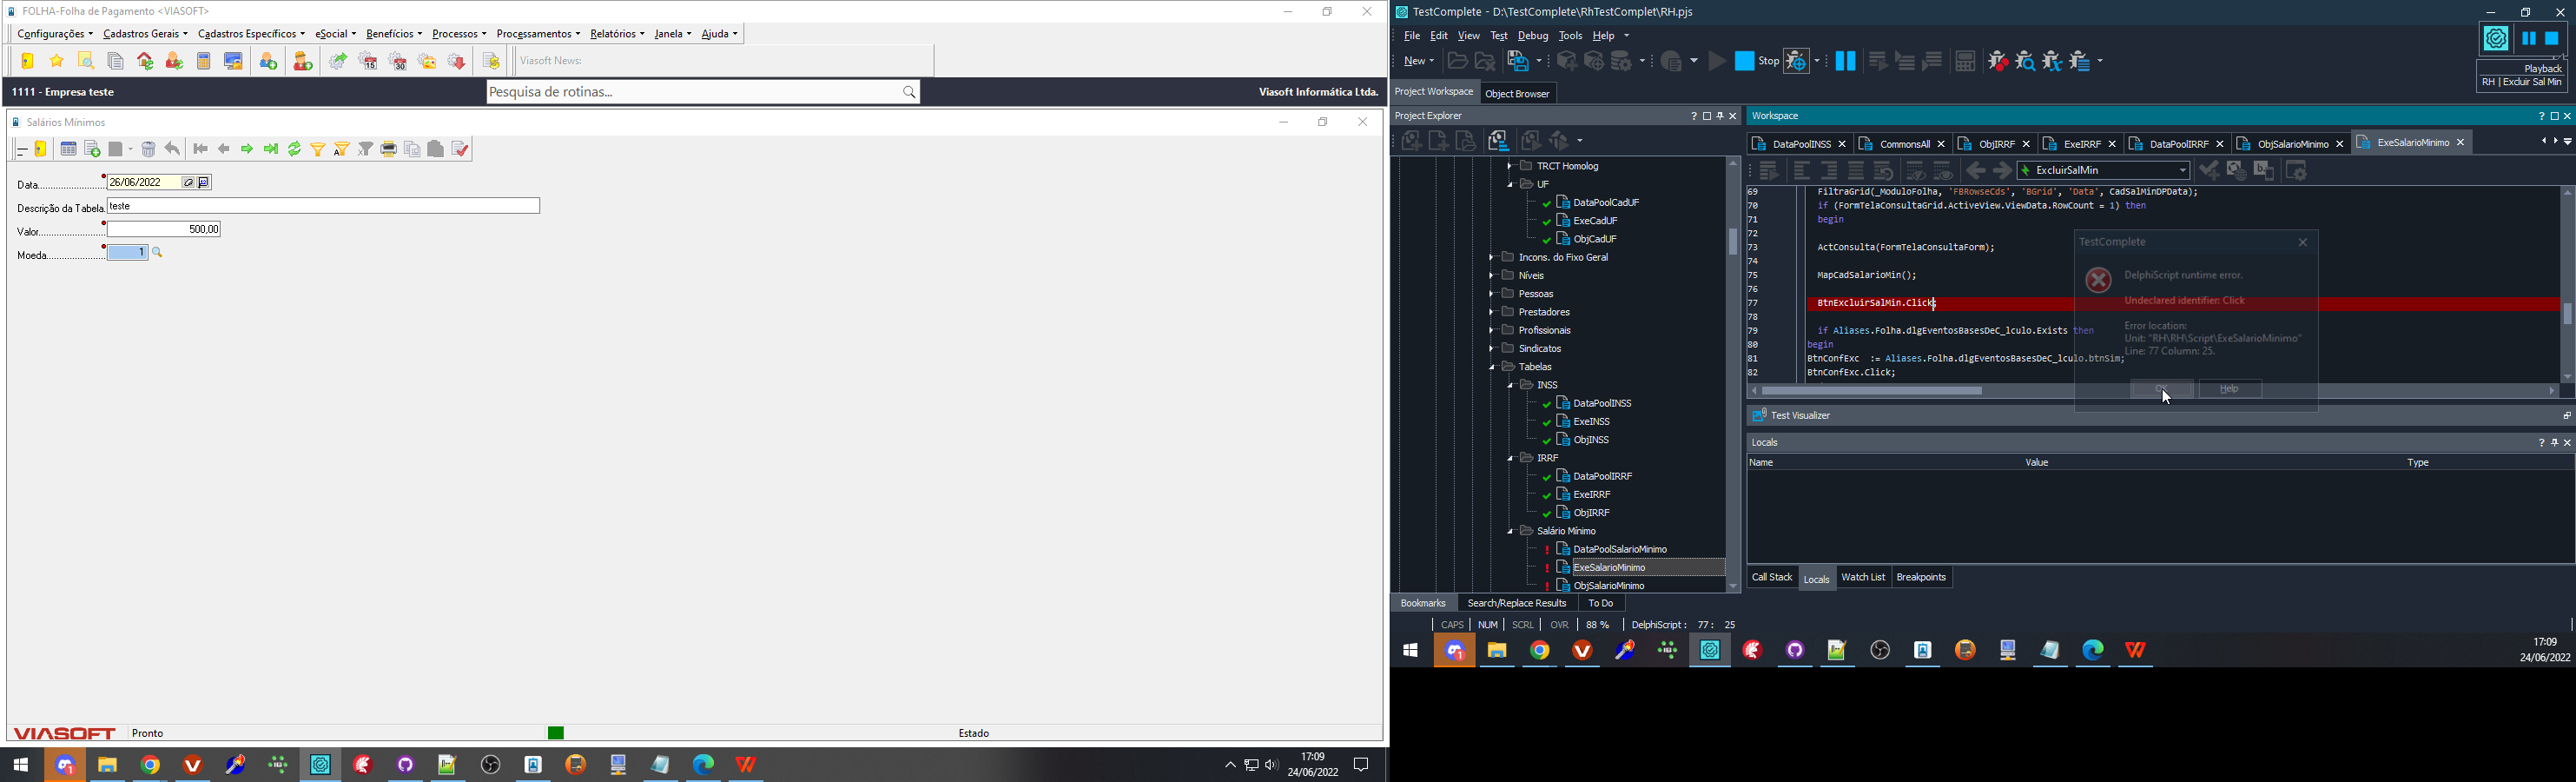 FOLHA-Folha de Pagamento <VIASOFT>
Configurações Cadastros Gerais Cadastros Específicos eSocial Benefícios Processos Processamentos Relatórios Janela Ajuda
Viasoft News:
1111 - Empresa teste
Pesquisa de rotinas...
Viasoft Informática Ltda.
Salários Mínimos
Data
26/06/2022
Descrição da Tabela.
teste
Valor
500,00
Moeda
1
VIASOFT Pronto
Estado
17:09
24/06/2022
TestComplete - D:\TestComplete\RhTestComplet\RH.pjs
File Edit View Test Debug Tools Help
New
Stop
Playback
RH | Excluir Sal Min
Project Workspace Object Browser
Project Explorer
TRCT Homolog
UF
DataPoolCadUF
ExeCadUF
ObjCadUF
Incons. do Fixo Geral
Níveis
Pessoas
Prestadores
Profissionais
Sindicatos
Tabelas
INSS
DataPoolINSS
ExeINSS
ObjINSS
IRRF
DataPoolIRRF
ExeIRRF
ObjIRRF
Salário Mínimo
DataPoolSalarioMinimo
ExeSalarioMinimo
ObjSalarioMinimo
Bookmarks Search/Replace Results To Do
Workspace
DataPoolINSS CommonsAll ObjIRRF ExeIRRF DataPoolIRRF ObjSalarioMinimo ExeSalarioMinimo
ExcluirSalMin
69 FiltraGrid(_ModuloFolha, 'FBRowseCds', 'BGrid', 'Data', CadSalMinDPData);
70 if (FormTelaConsultaGrid.ActiveView.ViewData.RowCount = 1) then
71 begin
72
73 ActConsulta(FormTelaConsultaForm);
74
75 MapCadSalarioMin();
76
77 BtnExcluirSalMin.Click;
78
79 if Aliases.Folha.dlgEventosBasesDeC_lculo.Exists then
80 begin
81 BtnConfExc := Aliases.Folha.dlgEventosBasesDeC_lculo.btnSim;
82 BtnConfExc.Click;
TestComplete
DelphiScript runtime error.
Undeclared identifier: Click
Error location:
Unit: "RH\RH\Script\ExeSalarioMinimo"
Line: 77 Column: 25.
OK Help
Test Visualizer
Locals
Name Value Type
Call Stack Locals Watch List Breakpoints
CAPS NUM SCRL OVR 88 % DelphiScript : 77 : 25
17:09
24/06/2022